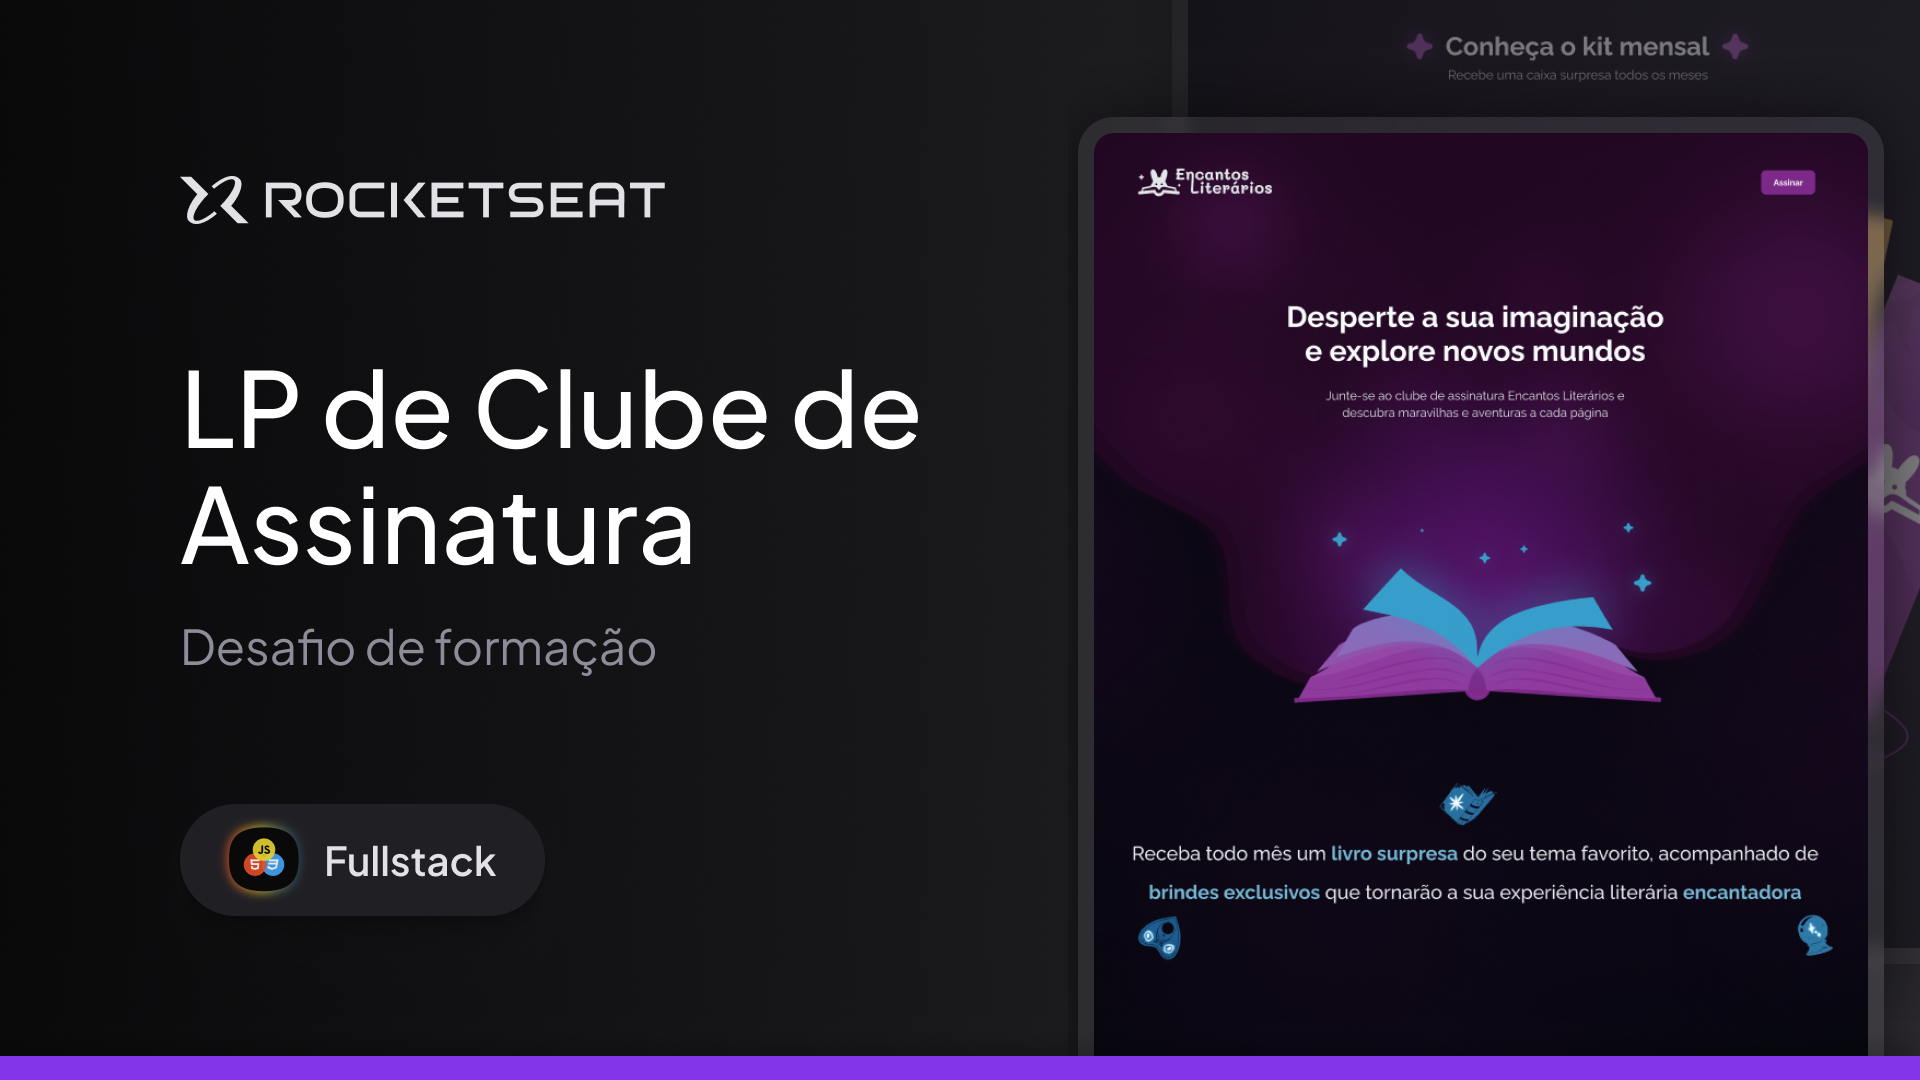 ROCKETSEAT
LP de Clube de
Assinatura
Desafio de formação
JS
5 3
Fullstack
Conheça o kit mensal
Recebe uma caixa surpresa todos os meses
Encantos
Literários
Assinar
Desperte a sua imaginação
e explore novos mundos
Junte-se ao clube de assinatura Encantos Literários e
descubra maravilhas e aventuras a cada página
Receba todo mês um livro surpresa do seu tema favorito, acompanhado de
brindes exclusivos que tornarão a sua experiência literária encantadora